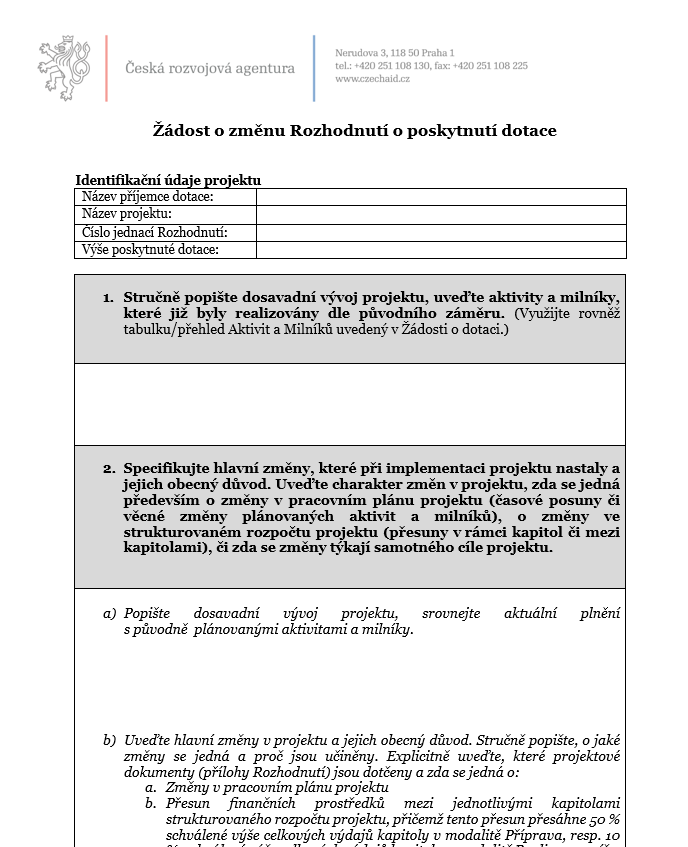 Česká rozvojová agentura
Nerudova 3, 118 50 Praha 1
tel.: +420 251 108 130, fax: +420 251 108 225
www.czechaid.cz
Žádost o změnu Rozhodnutí o poskytnutí dotace
Identifikační údaje projektu
Název příjemce dotace:
Název projektu:
Číslo jednací Rozhodnutí:
Výše poskytnuté dotace:
1. Stručně popište dosavadní vývoj projektu, uveďte aktivity a milníky,
které již byly realizovány dle původního záměru. (Využijte rovněž
tabulku/přehled Aktivit a Milníků uvedený v Žádosti o dotaci.)
2. Specifikujte hlavní změny, které při implementaci projektu nastaly a
jejich obecný důvod. Uveďte charakter změn v projektu, zda se jedná
především o změny v pracovním plánu projektu (časové posuny či
věcné změny plánovaných aktivit a milníků), o změny ve
strukturovaném rozpočtu projektu (přesuny v rámci kapitol či mezi
kapitolami), či zda se změny týkají samotného cíle projektu.
a) Popište dosavadní vývoj projektu, srovnejte aktuální plnění
s původně plánovanými aktivitami a milníky.
b) Uveďte hlavní změny v projektu a jejich obecný důvod. Stručně popište, o jaké
změny se jedná a proč jsou učiněny. Explicitně uveďte, které projektové
dokumenty (přílohy Rozhodnutí) jsou dotčeny a zda se jedná o:
a. Změny v pracovním plánu projektu
b. Přesun finančních prostředků mezi jednotlivými kapitolami
strukturovaného rozpočtu projektu, přičemž tento přesun přesáhne 50 %
schválené výše celkových výdajů kapitoly v modalitě Příprava, resp. 10